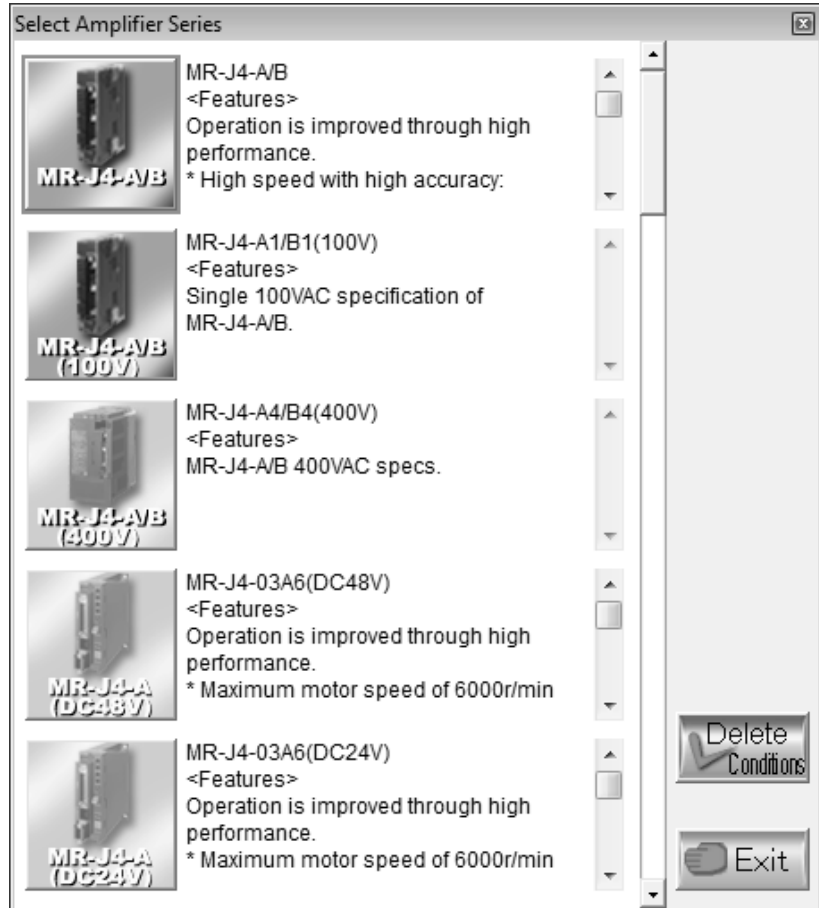 Select Amplifier Series
MR-J4-A/B
MR-J4-A/B
<Features>
Operation is improved through high
performance.
* High speed with high accuracy:
MR-J4-A/B
(100V)
MR-J4-A1/B1(100V)
<Features>
Single 100VAC specification of
MR-J4-A/B.
MR-J4-A/B
(400V)
MR-J4-A4/B4(400V)
<Features>
MR-J4-A/B 400VAC specs.
MR-J4-A
(DC48V)
MR-J4-03A6(DC48V)
<Features>
Operation is improved through high
performance.
* Maximum motor speed of 6000r/min
MR-J4-A
(DC24V)
MR-J4-03A6(DC24V)
<Features>
Operation is improved through high
performance.
* Maximum motor speed of 6000r/min
Delete
Conditions
Exit